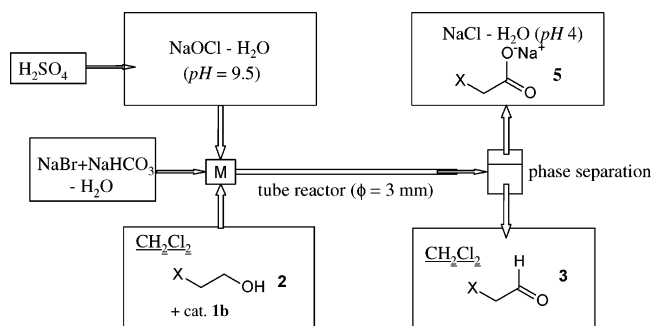 H₂SO₄
NaOCl - H₂O
(pH = 9.5)
NaCl - H₂O (pH 4)
O⁻Na⁺
X
O
5
NaBr+NaHCO₃
- H₂O
M
tube reactor (ϕ = 3 mm)
phase separation
CH₂Cl₂
X
OH
2
+ cat. 1b
CH₂Cl₂
H
X
O
3